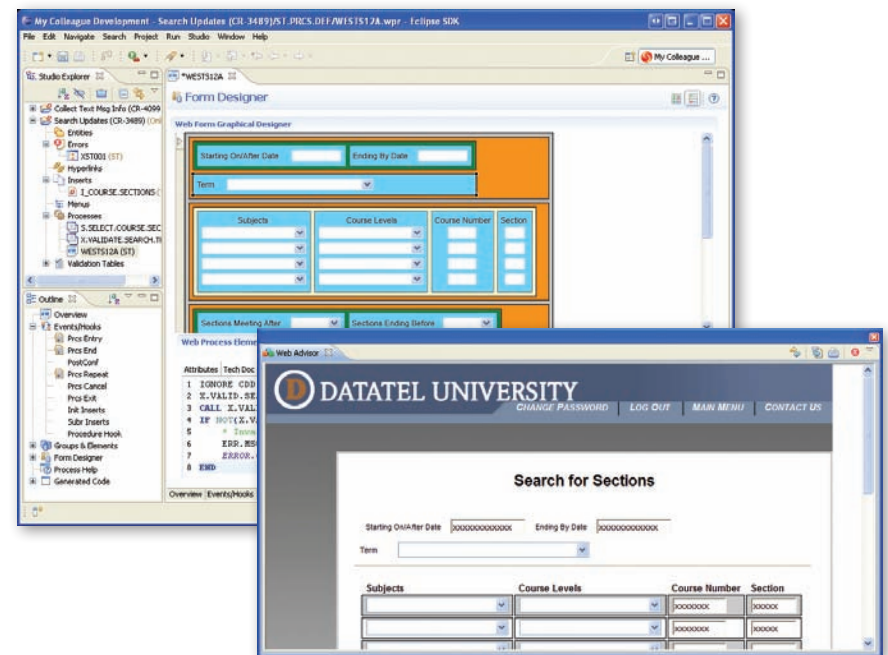 My Colleague Development - Search Updates (CR-3489)/ST.PRCS.DEF/WESTS12A.wpr - Eclipse SDK
File Edit Navigate Search Project Run Studio Window Help
My Colleague ...
Studio Explorer
Collect Text Msg Info (CR-4099
Search Updates (CR-3489)
Entities
Errors
XST001 (ST)
Hyperlinks
Inserts
I_COURSE.SECTIONS
Menus
Processes
S.SELECT.COURSE.SEC
X.VALIDATE.SEARCH.TI
WESTS12A (ST)
Validation Tables
Outline
Overview
Events/Hooks
Prcs Entry
Prcs End
PostConf
Prcs Repeat
Prcs Cancel
Prcs Exit
Init Inserts
Subr Inserts
Procedure Hook
Groups & Elements
Form Designer
Process Help
Generated Code
*WESTS12A
Form Designer
Web Form Graphical Designer
Starting On/After Date Ending By Date
Term
Subjects Course Levels Course Number Section
Sections Meeting After Sections Ending Before
Web Process Eleme
Attributes Tech Doc
1 IGNORE CDD
2 X.VALID.SE
3 CALL X.VAL
4 IF NOT(X.V
5 * Inva
6 ERR.MS
7 ERROR.
8 END
Overview Events/Hooks
Web Advisor
D DATATEL UNIVERSITY
CHANGE PASSWORD LOG OUT MAIN MENU CONTACT US
Search for Sections
Starting On/After Date xxxxxxxxxxxx Ending By Date xxxxxxxxxxxx
Term
Subjects Course Levels Course Number Section
xxxxxxx xxxxx
xxxxxxx xxxxx